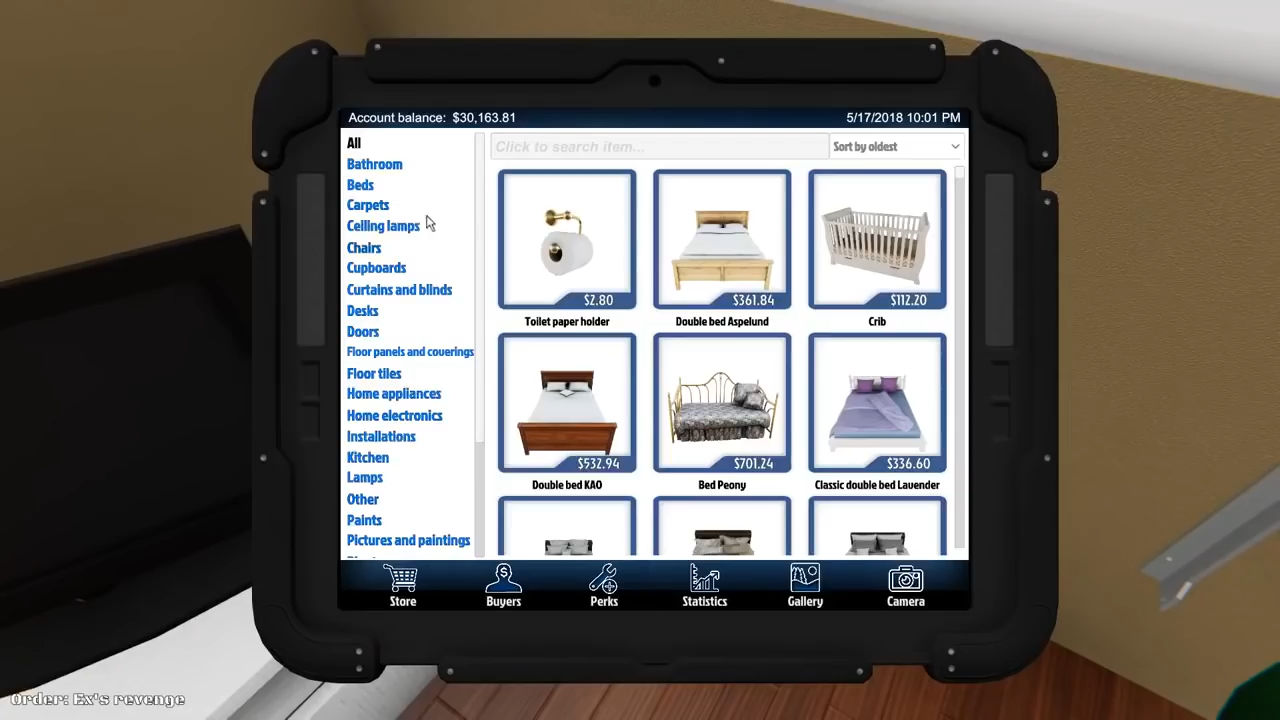 Account balance: $30,163.81
5/17/2018 10:01 PM
All
Bathroom
Beds
Carpets
Ceiling lamps
Chairs
Cupboards
Curtains and blinds
Desks
Doors
Floor panels and coverings
Floor tiles
Home appliances
Home electronics
Installations
Kitchen
Lamps
Other
Paints
Pictures and paintings
Click to search item...
Sort by oldest
$2.80
$361.84
$112.20
Toilet paper holder
Double bed Aspelund
Crib
$532.94
$701.24
$336.60
Double bed KAO
Bed Peony
Classic double bed Lavender
Store
Buyers
Perks
Statistics
Gallery
Camera
Order: Ex's revenge